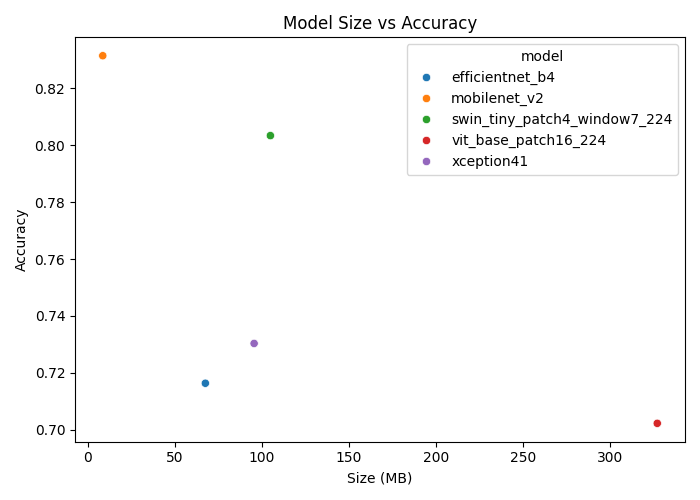 Model Size vs Accuracy
model
efficientnet_b4
mobilenet_v2
swin_tiny_patch4_window7_224
vit_base_patch16_224
xception41
Accuracy
0.82
0.80
0.78
0.76
0.74
0.72
0.70
0 50 100 150 200 250 300
Size (MB)